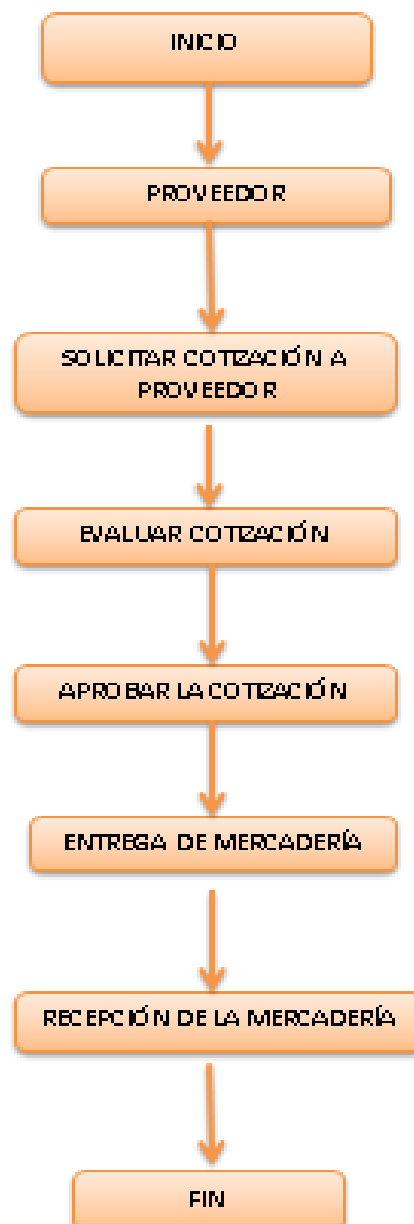 INICIO
PROVEEDOR
SOLICITAR COTIZACIÓN A
PROVEEDOR
EVALUAR COTIZACIÓN
APROBAR LA COTIZACIÓN
ENTREGA DE MERCADERÍA
RECEPCIÓN DE LA MERCADERÍA
FIN